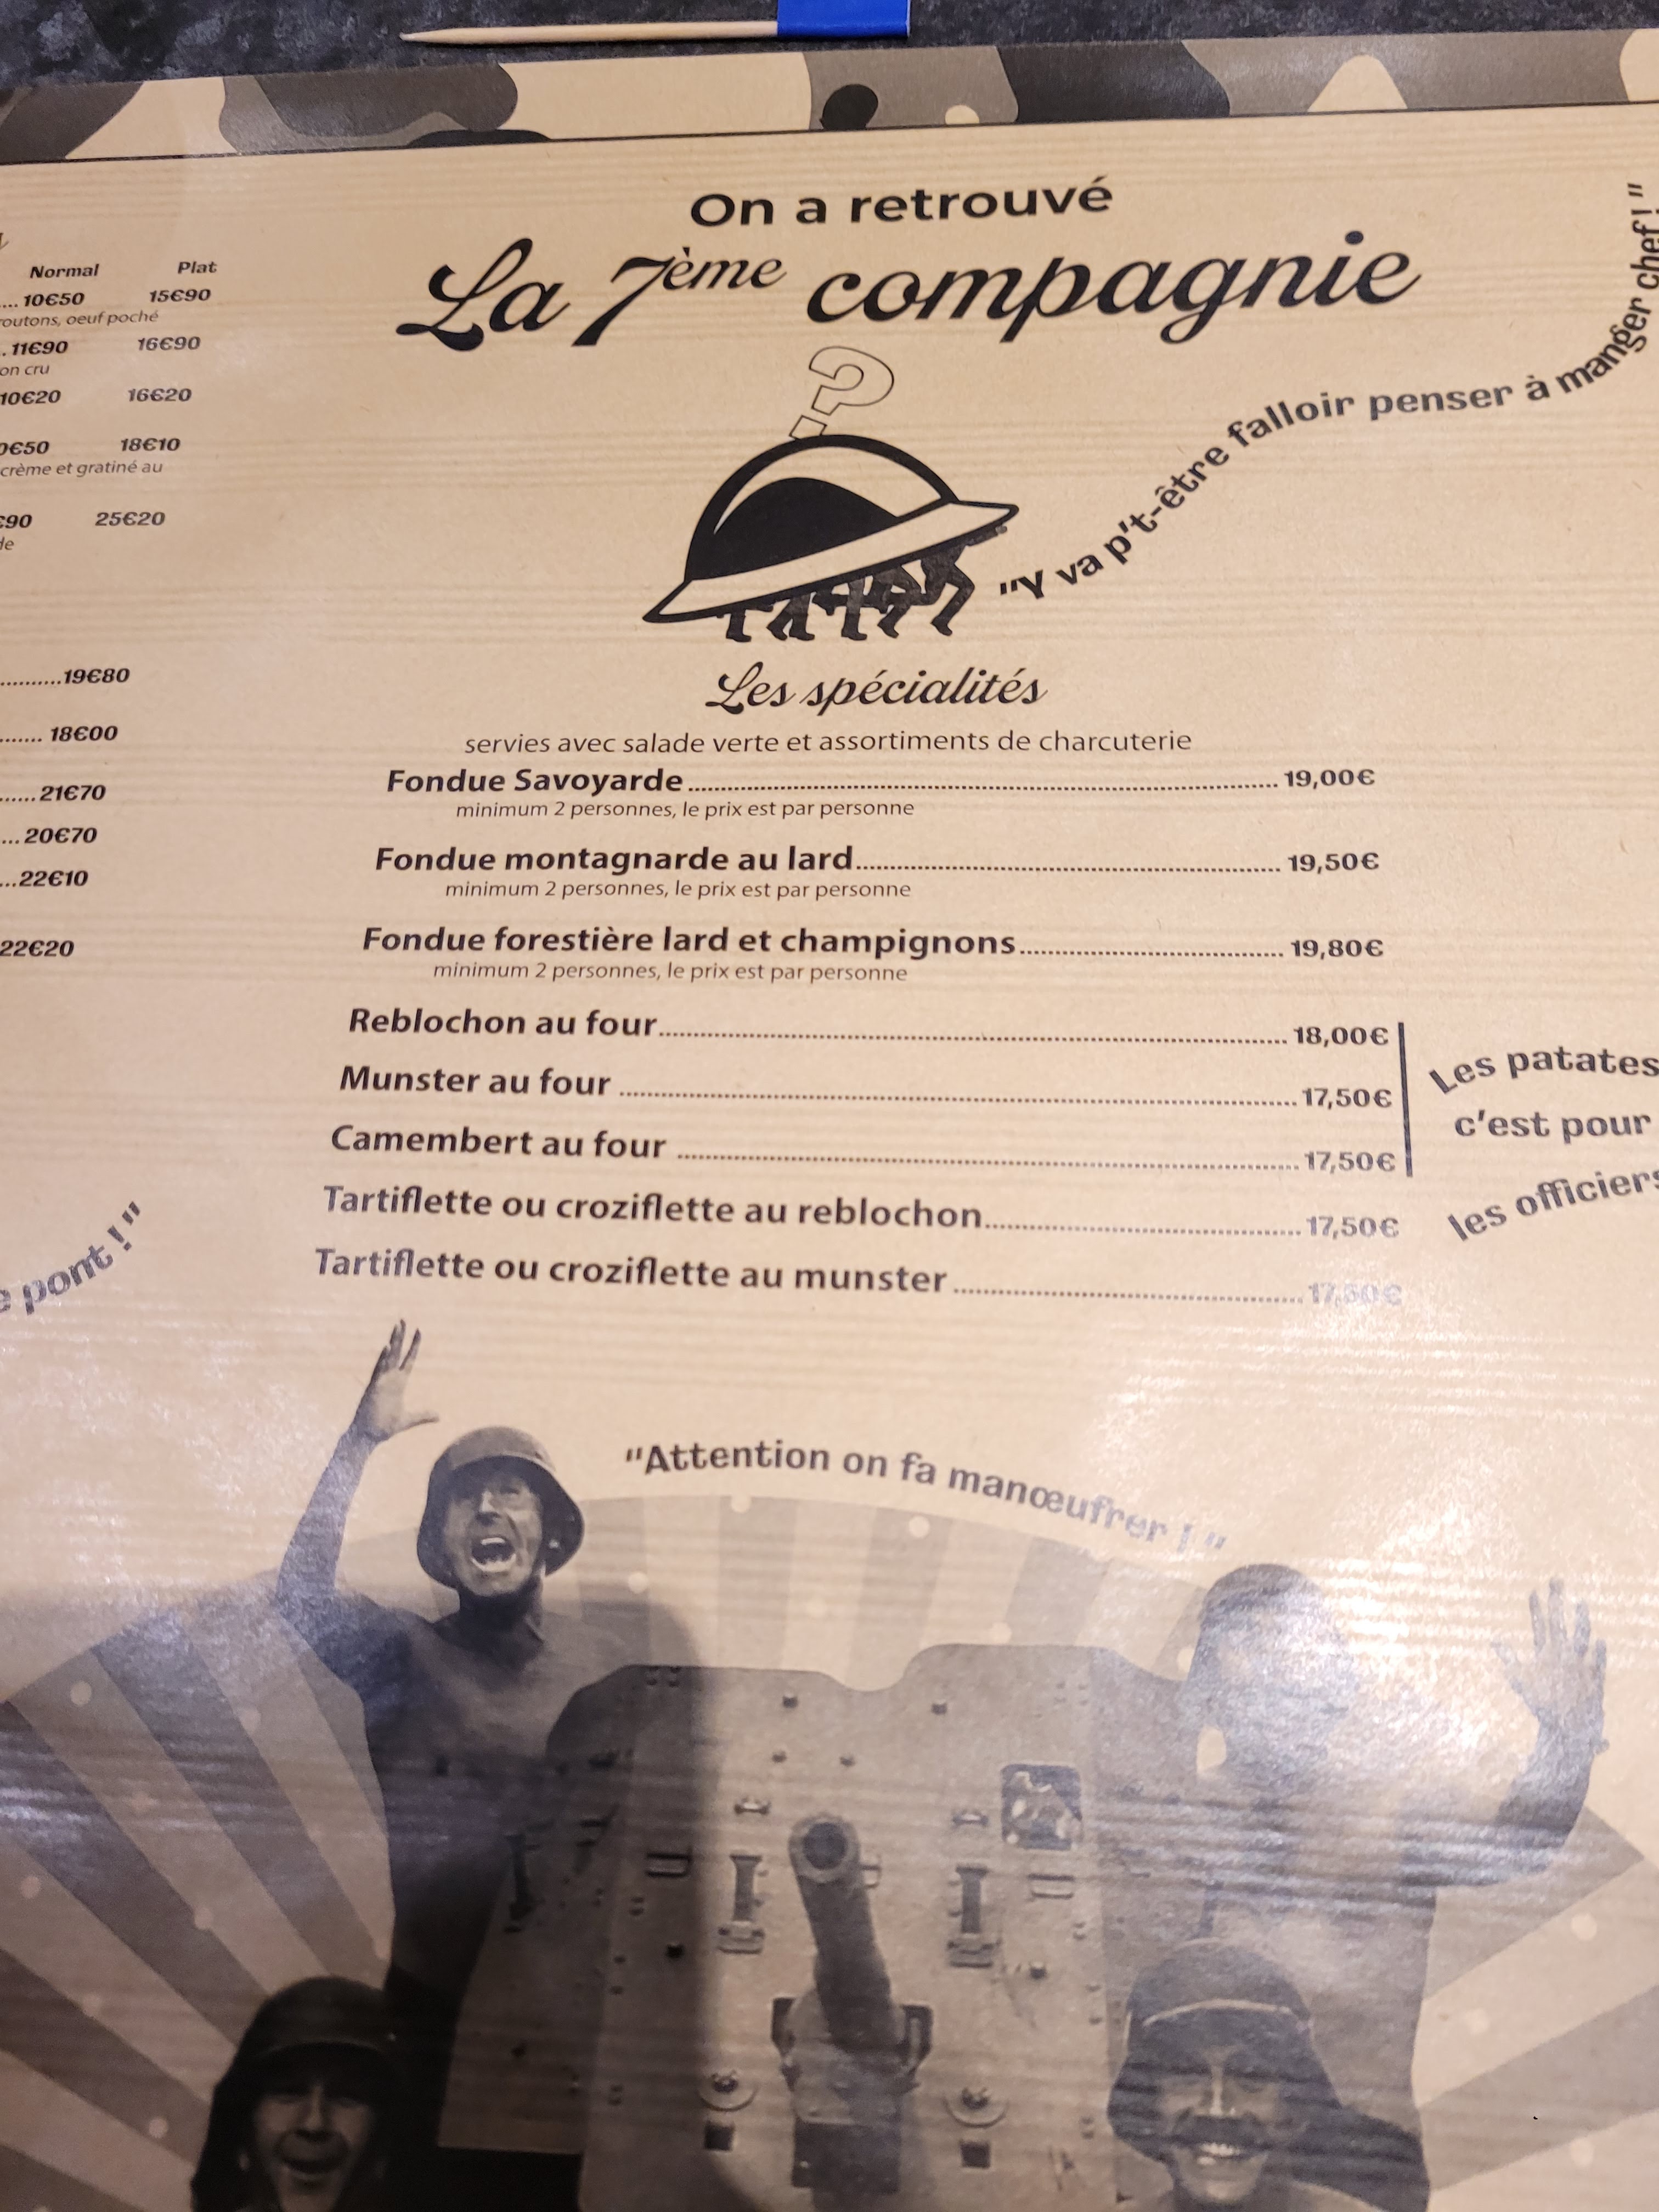 Normal Plat
.... 10€50 15€90
routons, oeuf poché
.. 11€90 16€90
on cru
10€20 16€20
0€50 18€10
crème et gratiné au
€90 25€20
de
..........19€80
....... 18€00
......21€70
...20€70
...22€10
22€20
e pont !"
On a retrouvé
La 7ème compagnie
?
"Y va p't-être falloir penser à manger chef!"
Les spécialités
servies avec salade verte et assortiments de charcuterie
Fondue Savoyarde........ 19,00€
minimum 2 personnes, le prix est par personne
Fondue montagnarde au lard........ 19,50€
minimum 2 personnes, le prix est par personne
Fondue forestière lard et champignons........ 19,80€
minimum 2 personnes, le prix est par personne
Reblochon au four........ 18,00€
Munster au four ........ 17,50€
Camembert au four ........ 17,50€
Tartiflette ou croziflette au reblochon........ 17,50€
Tartiflette ou croziflette au munster ........ 17,50€
Les patates
c'est pour
les officiers
"Attention on fa manœufrer ! "